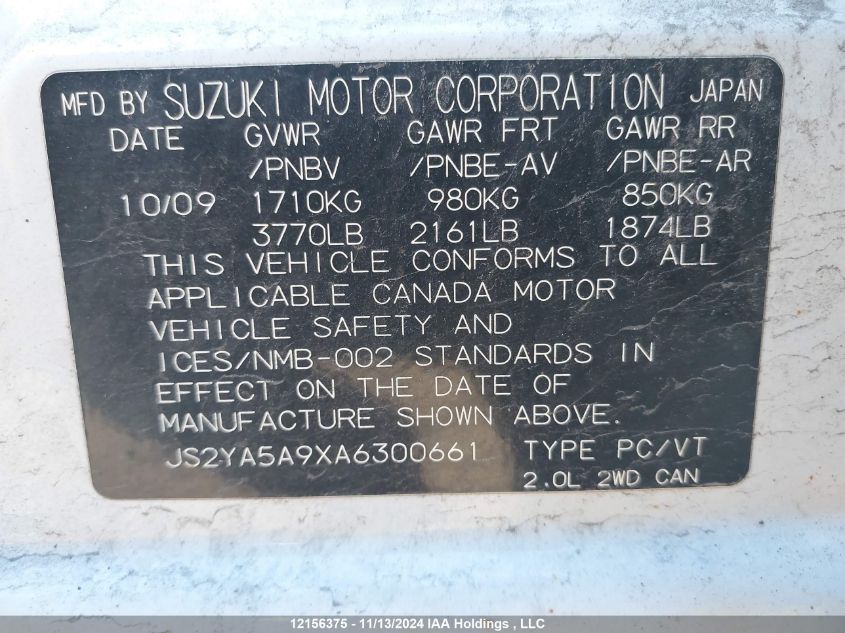 MFD BY SUZUKI MOTOR CORPORATION JAPAN
DATE GVWR GAWR FRT GAWR RR
/PNBV /PNBE-AV /PNBE-AR
10/09 1710KG 980KG 850KG
3770LB 2161LB 1874LB
THIS VEHICLE CONFORMS TO ALL
APPLICABLE CANADA MOTOR
VEHICLE SAFETY AND
ICES/NMB-002 STANDARDS IN
EFFECT ON THE DATE OF
MANUFACTURE SHOWN ABOVE.
JS2YA5A9XA6300661 TYPE PC/VT
2.0L 2WD CAN
12156375 - 11/13/2024 IAA Holdings , LLC